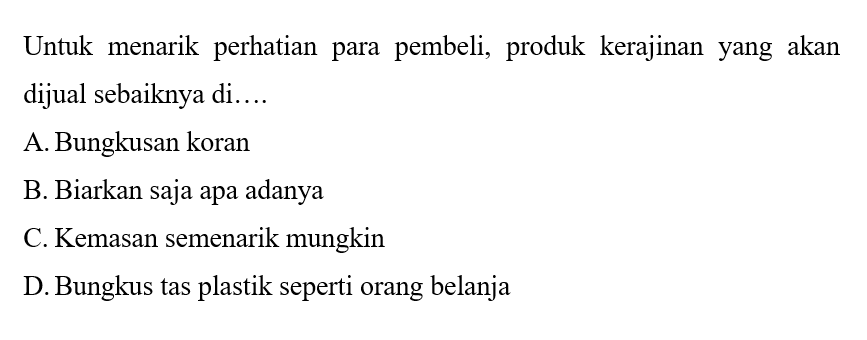 Untuk menarik perhatian para pembeli, produk kerajinan yang akan
dijual sebaiknya di….
A. Bungkusan koran
B. Biarkan saja apa adanya
C. Kemasan semenarik mungkin
D. Bungkus tas plastik seperti orang belanja